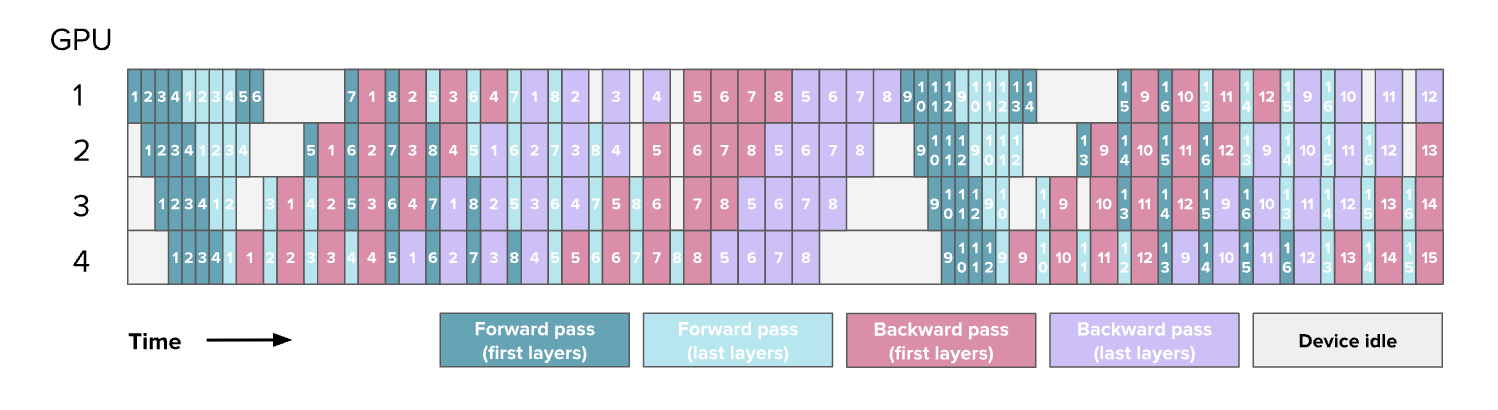 GPU
1 1 2 3 4 1 2 3 4 5 6 7 1 8 2 5 3 6 4 7 1 8 2 3 4 5 6 7 8 5 6 7 8 9 10 11 12 9 10 11 12 13 14 15 9 16 10 13 11 14 12 15 9 16 10 11 12
2 1 2 3 4 1 2 3 4 5 1 6 2 7 3 8 4 5 1 6 2 7 3 8 4 5 6 7 8 5 6 7 8 9 10 11 12 9 10 11 12 13 9 14 10 15 11 16 12 13 9 14 10 15 11 16 12 13
3 1 2 3 4 1 2 3 1 4 2 5 3 6 4 7 1 8 2 5 3 6 4 7 5 8 6 7 8 5 6 7 8 9 10 11 12 9 10 11 9 10 13 11 14 12 15 9 16 10 13 11 14 12 15 13 16 14
4 1 2 3 4 1 1 2 2 3 3 4 4 5 1 6 2 7 3 8 4 5 5 6 6 7 7 8 8 5 6 7 8 9 10 11 12 9 9 10 10 11 11 12 12 13 9 14 10 15 11 16 12 13 13 14 14 15 15
Time
Forward pass
(first layers)
Forward pass
(last layers)
Backward pass
(first layers)
Backward pass
(last layers)
Device idle